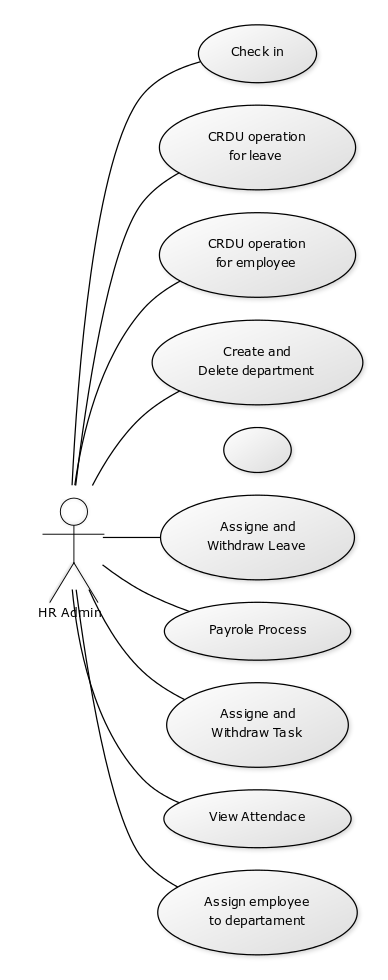 Check in
CRDU operation
for leave
CRDU operation
for employee
Create and
Delete department
Assigne and
Withdraw Leave
HR Admin
Payrole Process
Assigne and
Withdraw Task
View Attendace
Assign employee
to departament